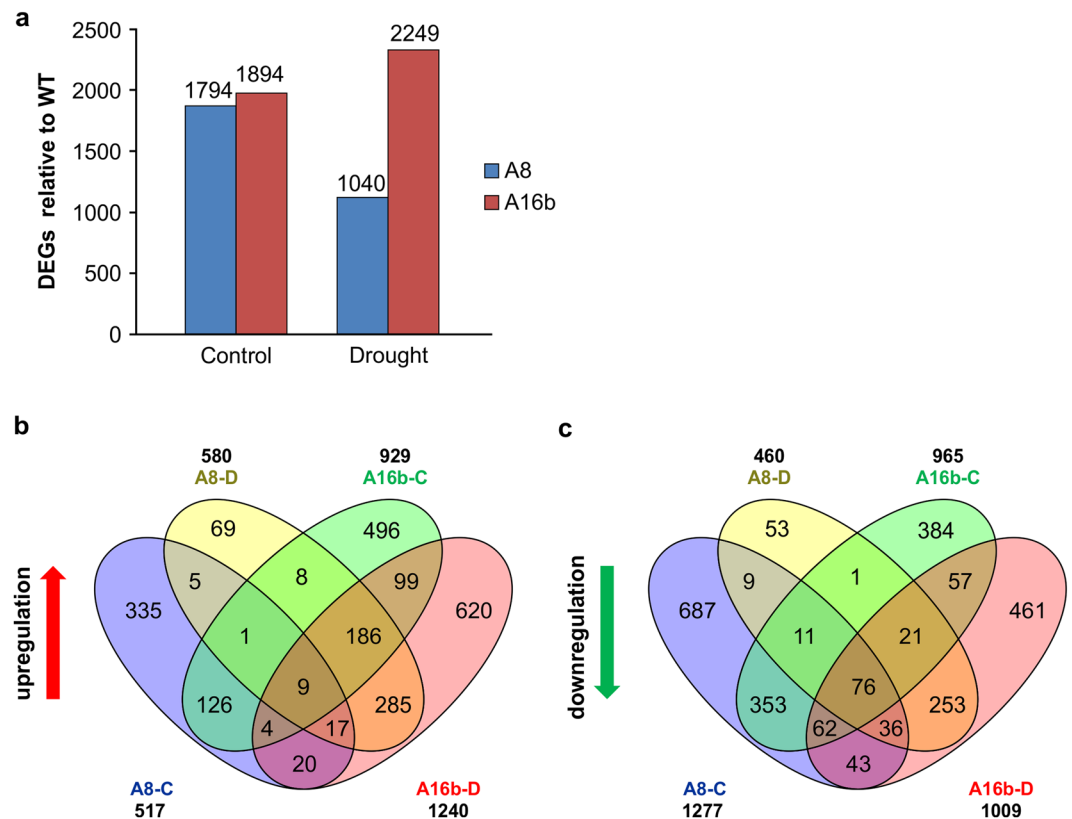 a
DEGs relative to WT
2500
2000
1500
1000
500
0
1794
1894
1040
2249
Control
Drought
A8
A16b
b
580
A8-D
929
A16b-C
upregulation
69
496
5
8
99
335
620
1
186
126
9
285
4
17
20
A8-C
517
A16b-D
1240
c
460
A8-D
965
A16b-C
downregulation
53
384
9
1
57
687
461
11
21
353
76
253
62
36
43
A8-C
1277
A16b-D
1009